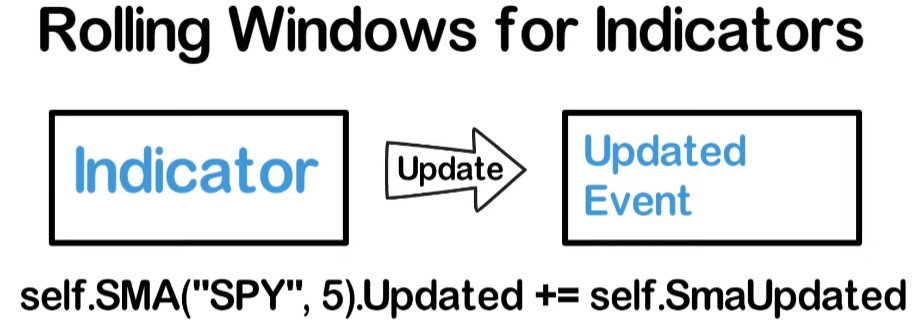 Rolling Windows for Indicators
Indicator
Update
Updated
Event
self.SMA("SPY", 5).Updated += self.SmaUpdated